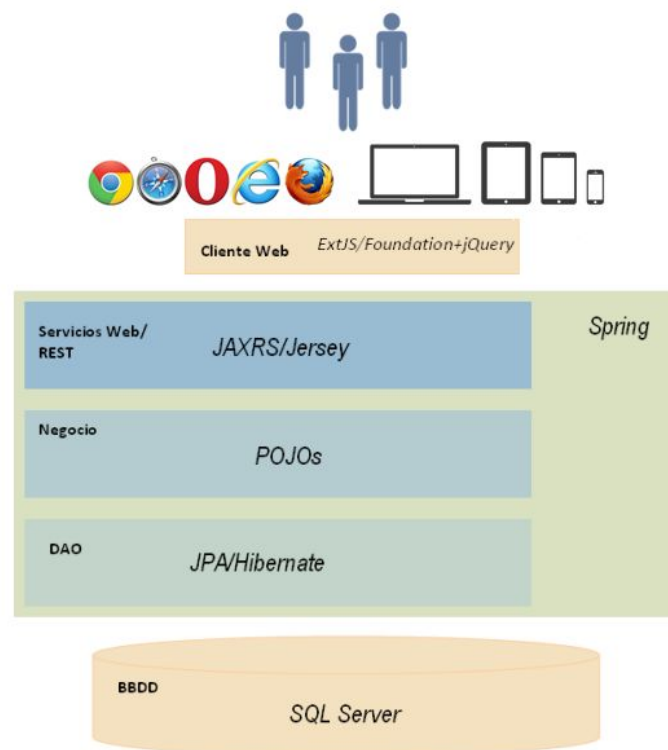 Cliente Web ExtJS/Foundation+jQuery
Servicios Web/
REST
JAXRS/Jersey
Spring
Negocio
POJOs
DAO
JPA/Hibernate
BBDD
SQL Server